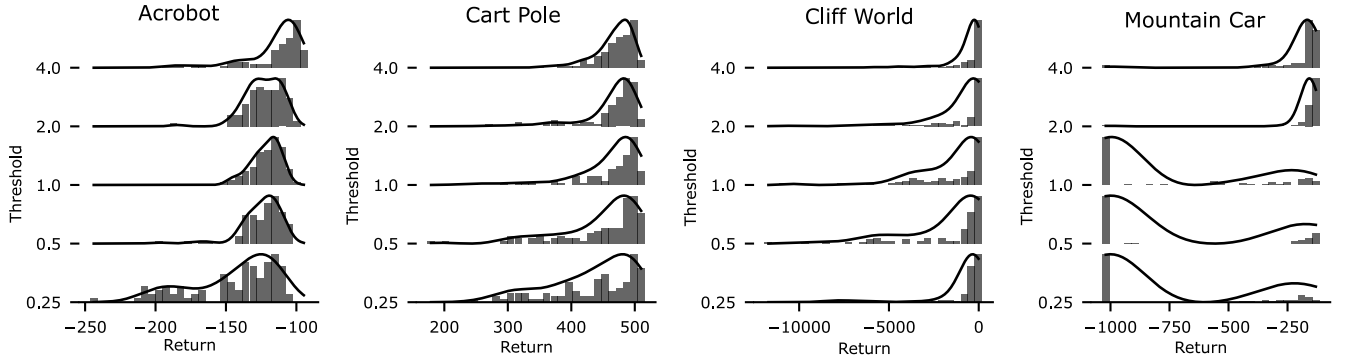 Acrobot
Threshold
4.0
2.0
1.0
0.5
0.25
−250 −200 −150 −100
Return
Cart Pole
Threshold
4.0
2.0
1.0
0.5
0.25
200 300 400 500
Return
Cliff World
Threshold
4.0
2.0
1.0
0.5
0.25
−10000 −5000 0
Return
Mountain Car
Threshold
4.0
2.0
1.0
0.5
0.25
−1000 −750 −500 −250
Return